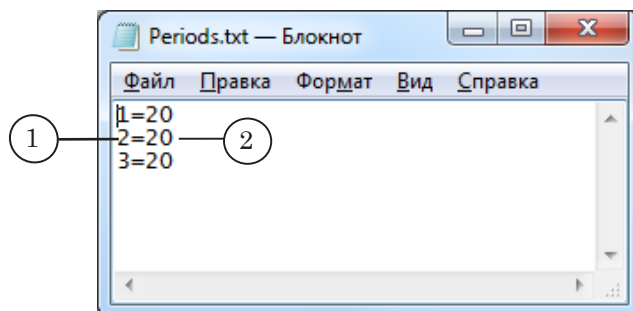 Periods.txt — Блокнот
Файл Правка Формат Вид Справка
1=20
2=20
3=20
1
2